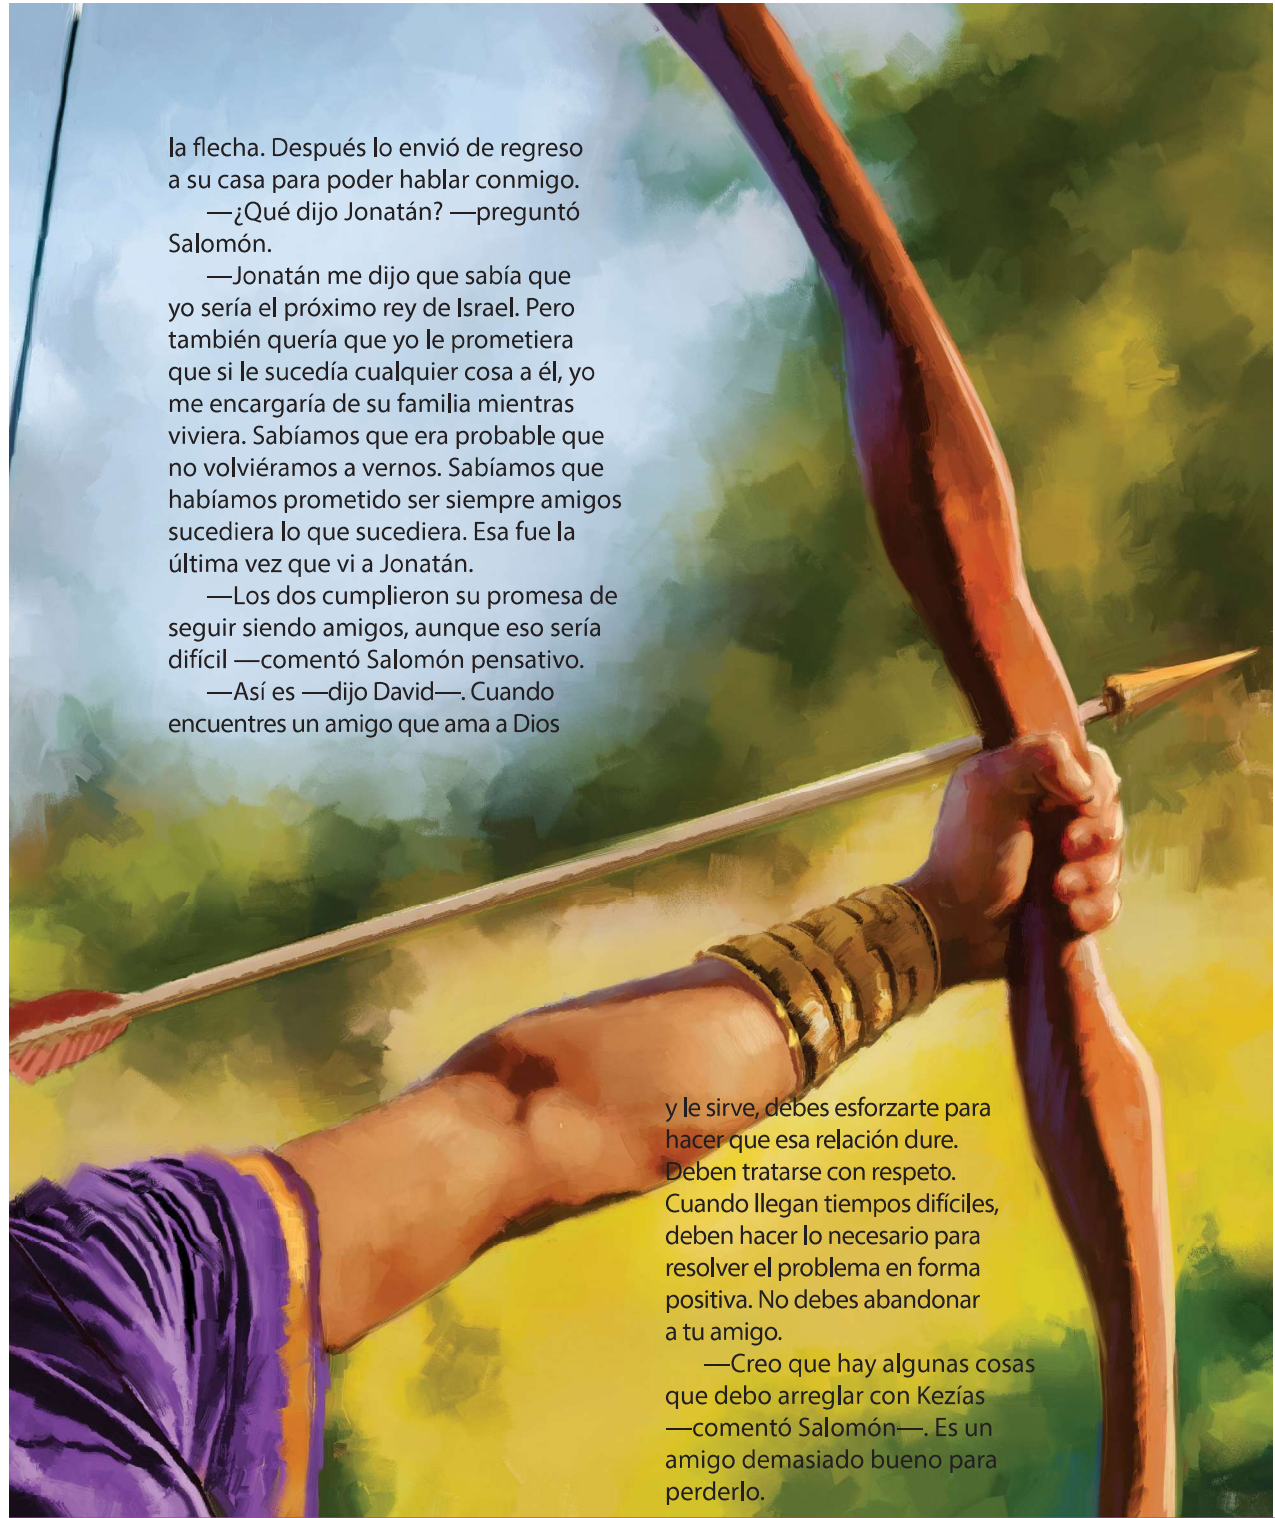 la flecha. Después lo envió de regreso
a su casa para poder hablar conmigo.
—¿Qué dijo Jonatán? —preguntó
Salomón.
—Jonatán me dijo que sabía que
yo sería el próximo rey de Israel. Pero
también quería que yo le prometiera
que si le sucedía cualquier cosa a él, yo
me encargaría de su familia mientras
viviera. Sabíamos que era probable que
no volviéramos a vernos. Sabíamos que
habíamos prometido ser siempre amigos
sucediera lo que sucediera. Esa fue la
última vez que vi a Jonatán.
—Los dos cumplieron su promesa de
seguir siendo amigos, aunque eso sería
difícil —comentó Salomón pensativo.
—Así es —dijo David—. Cuando
encuentres un amigo que ama a Dios
y le sirve, debes esforzarte para
hacer que esa relación dure.
Deben tratarse con respeto.
Cuando llegan tiempos difíciles,
deben hacer lo necesario para
resolver el problema en forma
positiva. No debes abandonar
a tu amigo.
—Creo que hay algunas cosas
que debo arreglar con Kezías
—comentó Salomón—. Es un
amigo demasiado bueno para
perderlo.